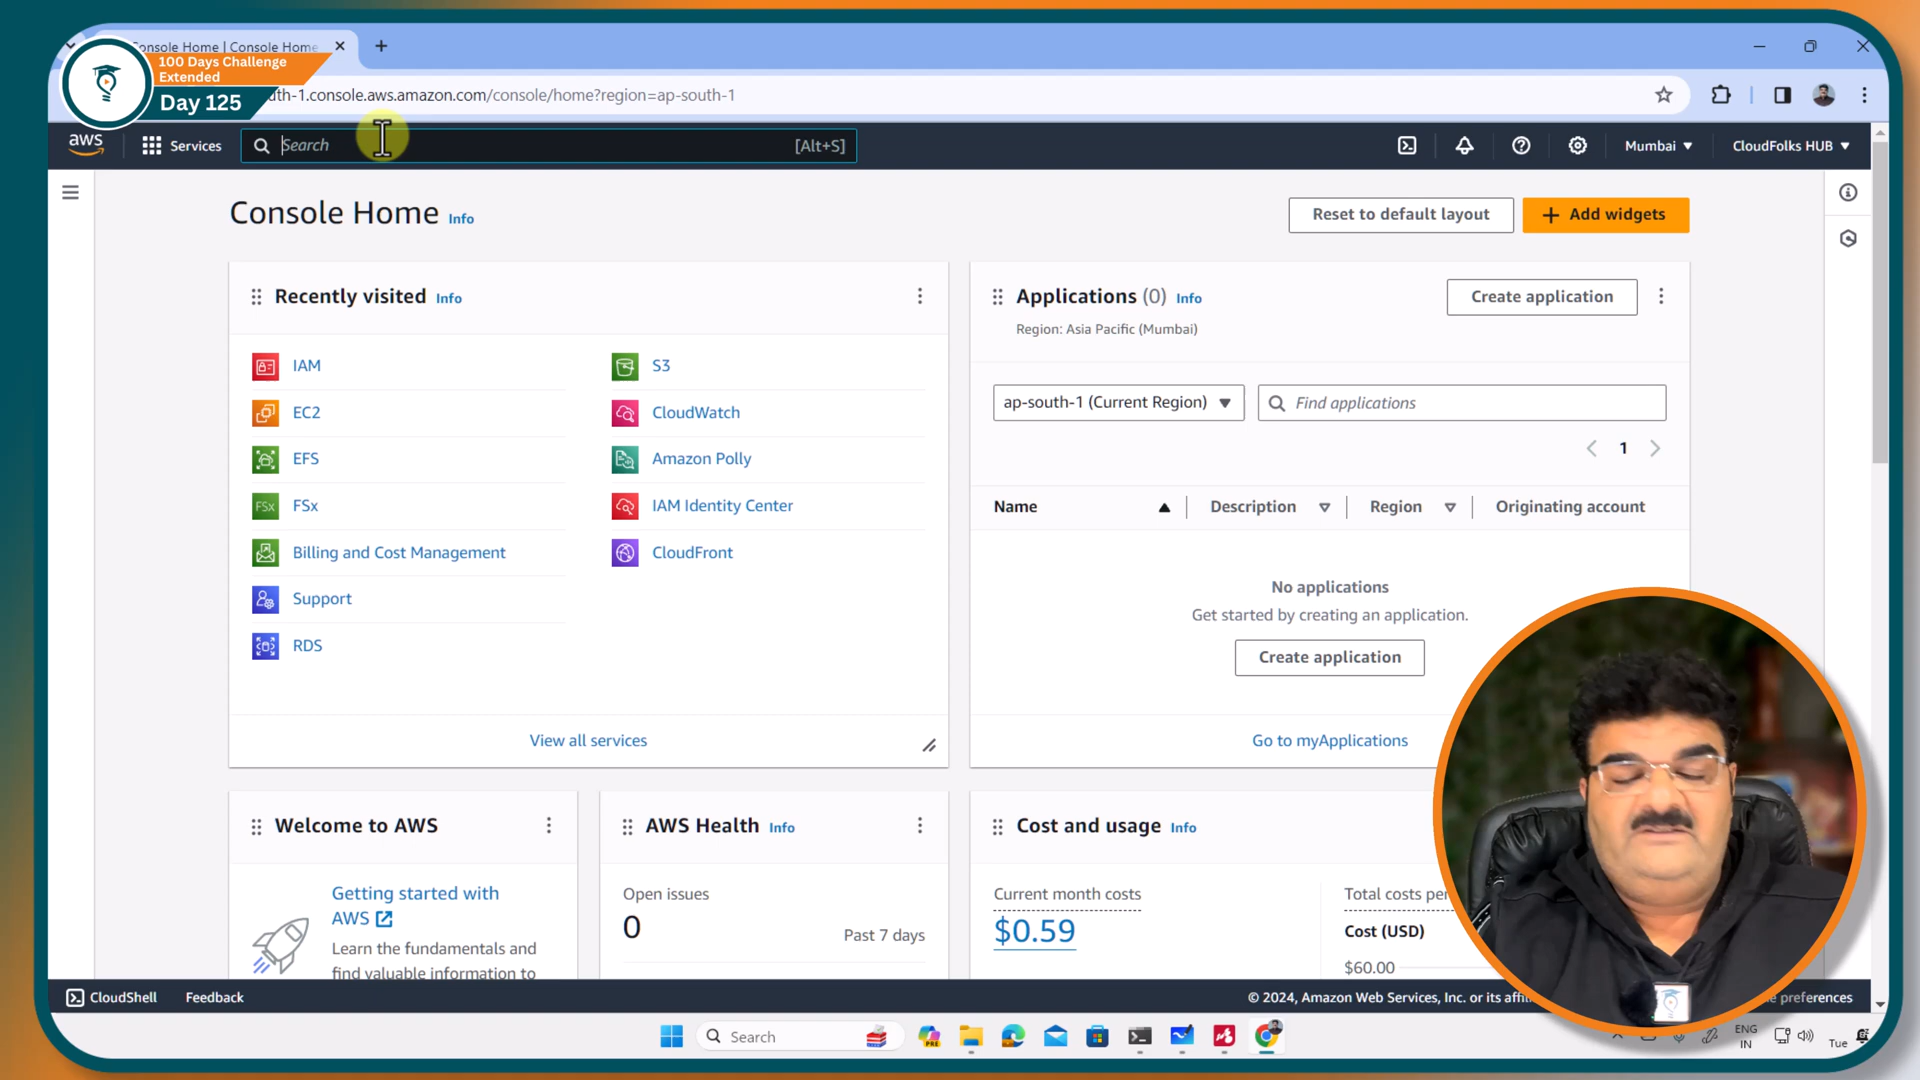 Console Home | Console Home
100 Days Challenge
Extended
Day 125
th-1.console.aws.amazon.com/console/home?region=ap-south-1
aws
Services
Search
[Alt+S]
Mumbai
CloudFolks HUB
Console Home
Info
Reset to default layout
Add widgets
Recently visited
Info
IAM
EC2
EFS
FSx
FSx
Billing and Cost Management
Support
RDS
S3
CloudWatch
Amazon Polly
IAM Identity Center
CloudFront
View all services
Applications (0)
Info
Create application
Region: Asia Pacific (Mumbai)
ap-south-1 (Current Region)
Find applications
1
Name
Description
Region
Originating account
No applications
Get started by creating an application.
Create application
Go to myApplications
Welcome to AWS
Getting started with
AWS
Learn the fundamentals and
find valuable information to
AWS Health
Info
Open issues
0
Past 7 days
Cost and usage
Info
Current month costs
$0.59
Total costs per
Cost (USD)
$60.00
CloudShell
Feedback
© 2024, Amazon Web Services, Inc. or its affili
preferences
Search
PRE
ENG
IN
Tue